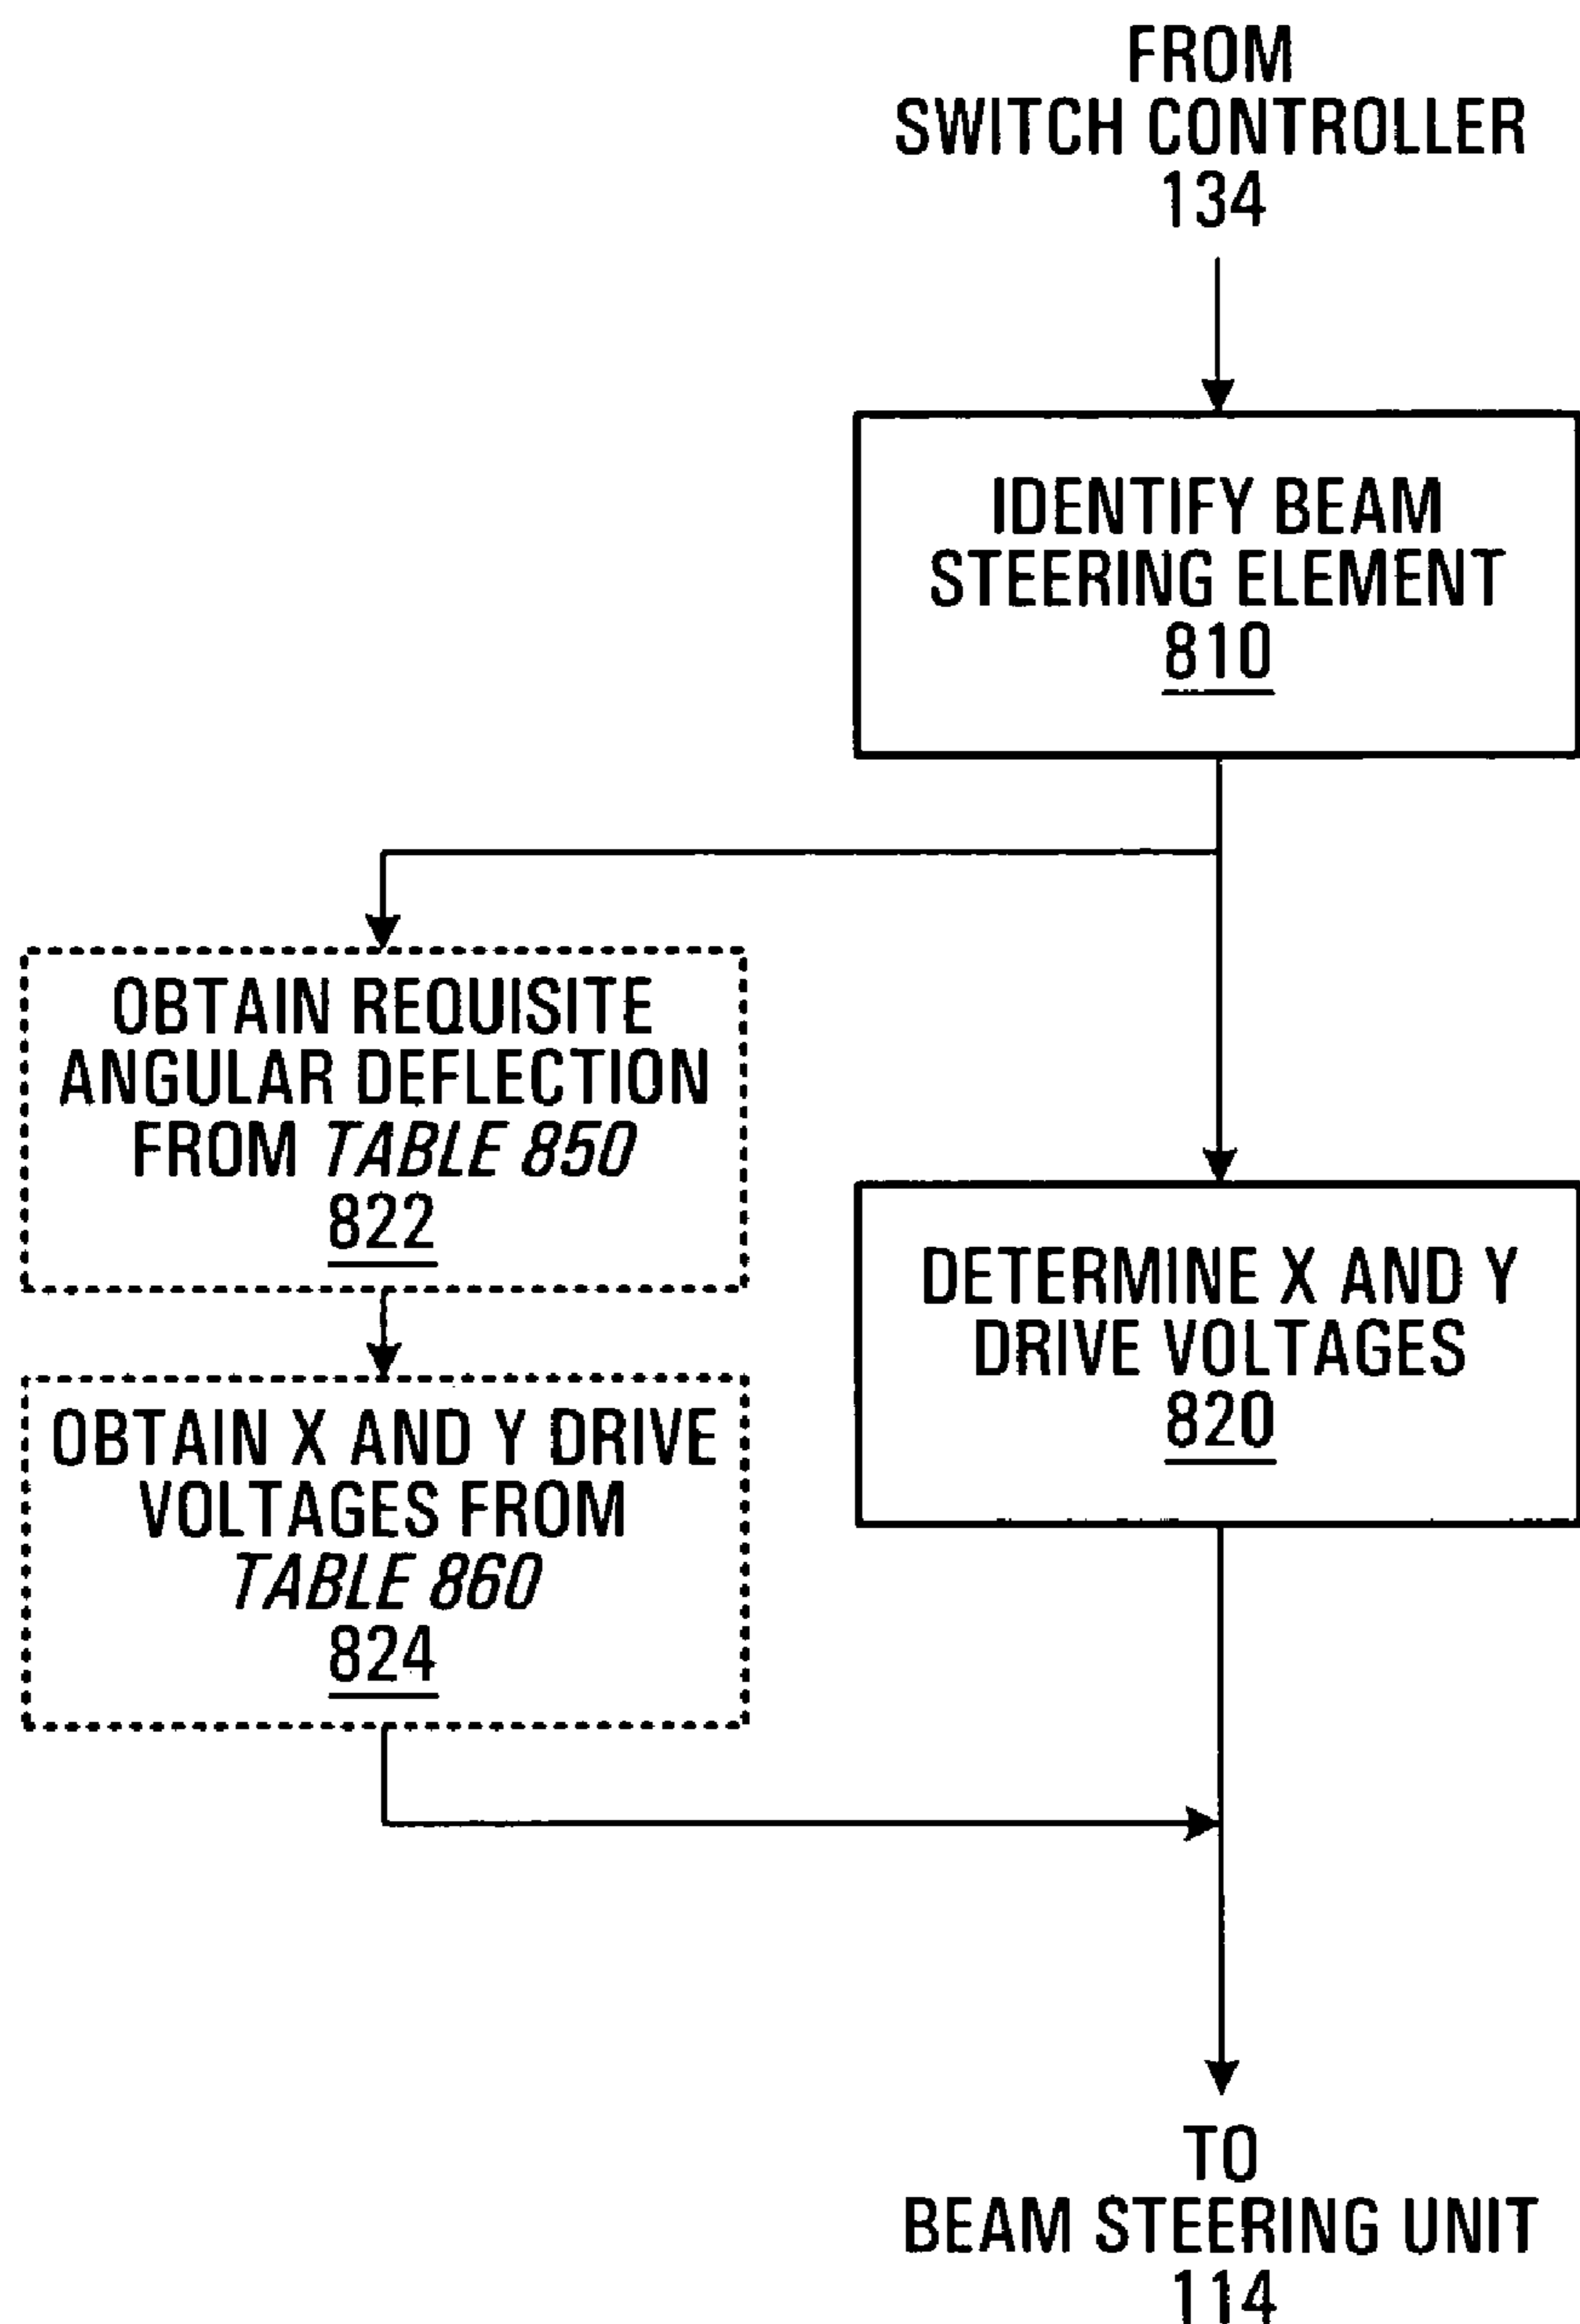 FROM
SWITCH CONTROLLER
134
IDENTIFY BEAM
STEERING ELEMENT
810
OBTAIN REQUISITE
ANGULAR DEFLECTION
FROM TABLE 850
822
DETERMINE X AND Y
DRIVE VOLTAGES
820
OBTAIN X AND Y DRIVE
VOLTAGES FROM
TABLE 860
824
TO
BEAM STEERING UNIT
114